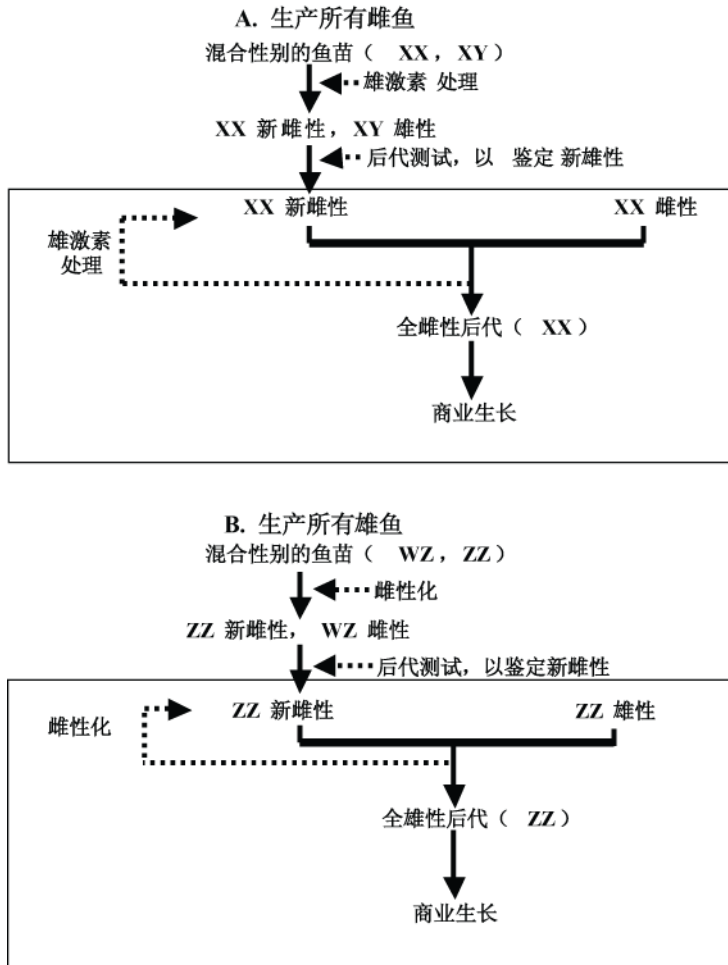 A. 生产所有雌鱼
混合性别的鱼苗（ XX，XY）
雄激素 处理
XX 新雌性，XY 雄性
后代测试，以 鉴定 新雄性
XX 新雌性
XX 雌性
雄激素
处理
全雌性后代（ XX）
商业生长
B. 生产所有雄鱼
混合性别的鱼苗（ WZ，ZZ）
雌性化
ZZ 新雌性， WZ 雌性
后代测试，以鉴定新雌性
ZZ 新雌性
ZZ 雄性
雌性化
全雄性后代（ ZZ）
商业生长